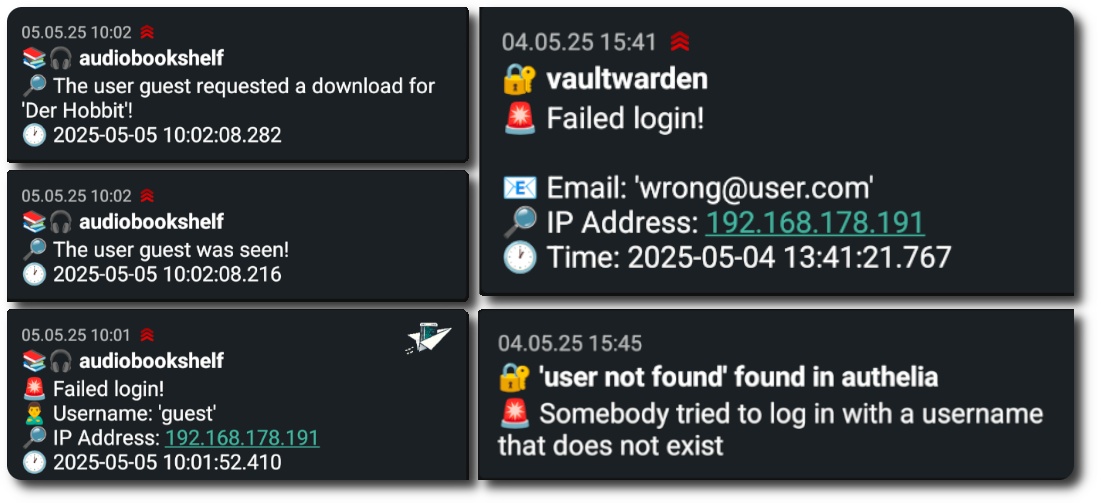 05.05.25 10:02
audiobookshelf
The user guest requested a download for
'Der Hobbit'!
2025-05-05 10:02:08.282
05.05.25 10:02
audiobookshelf
The user guest was seen!
2025-05-05 10:02:08.216
05.05.25 10:01
audiobookshelf
Failed login!
Username: 'guest'
IP Address: 192.168.178.191
2025-05-05 10:01:52.410
04.05.25 15:41
vaultwarden
Failed login!
Email: 'wrong@user.com'
IP Address: 192.168.178.191
Time: 2025-05-04 13:41:21.767
04.05.25 15:45
'user not found' found in authelia
Somebody tried to log in with a username
that does not exist